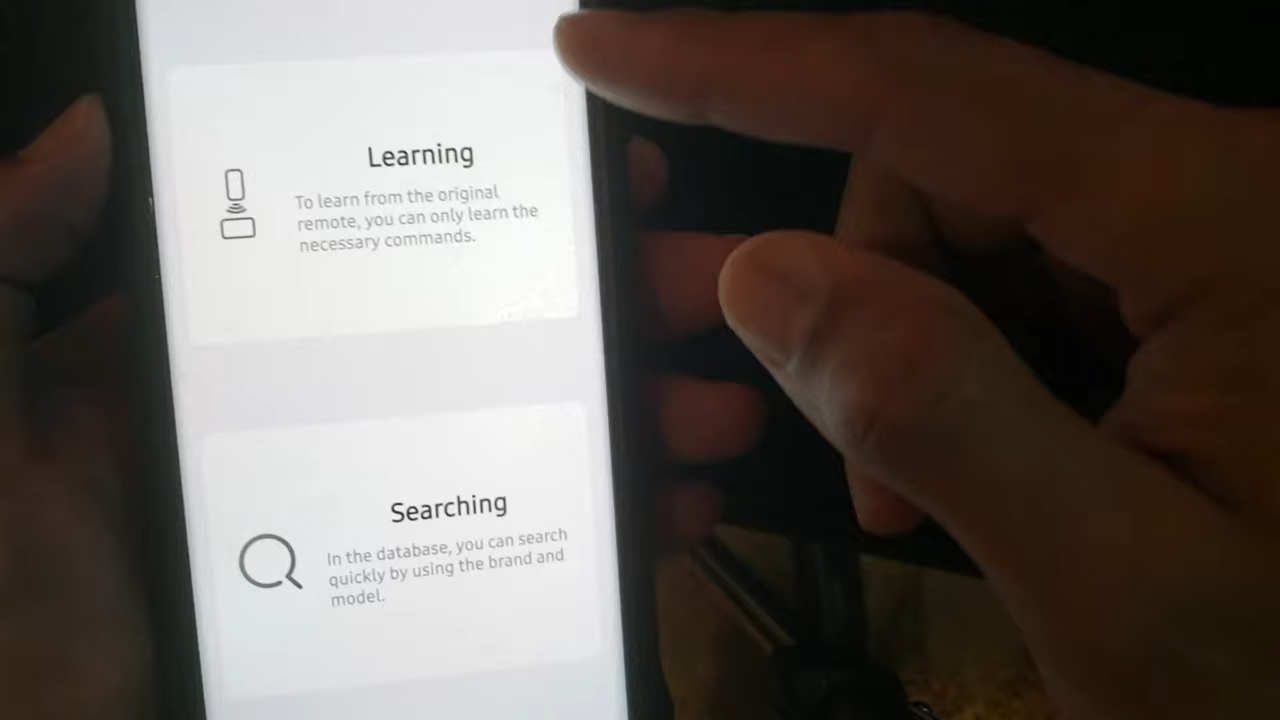 Learning
To learn from the original
remote, you can only learn the
necessary commands.
Searching
In the database, you can search
quickly by using the brand and
model.